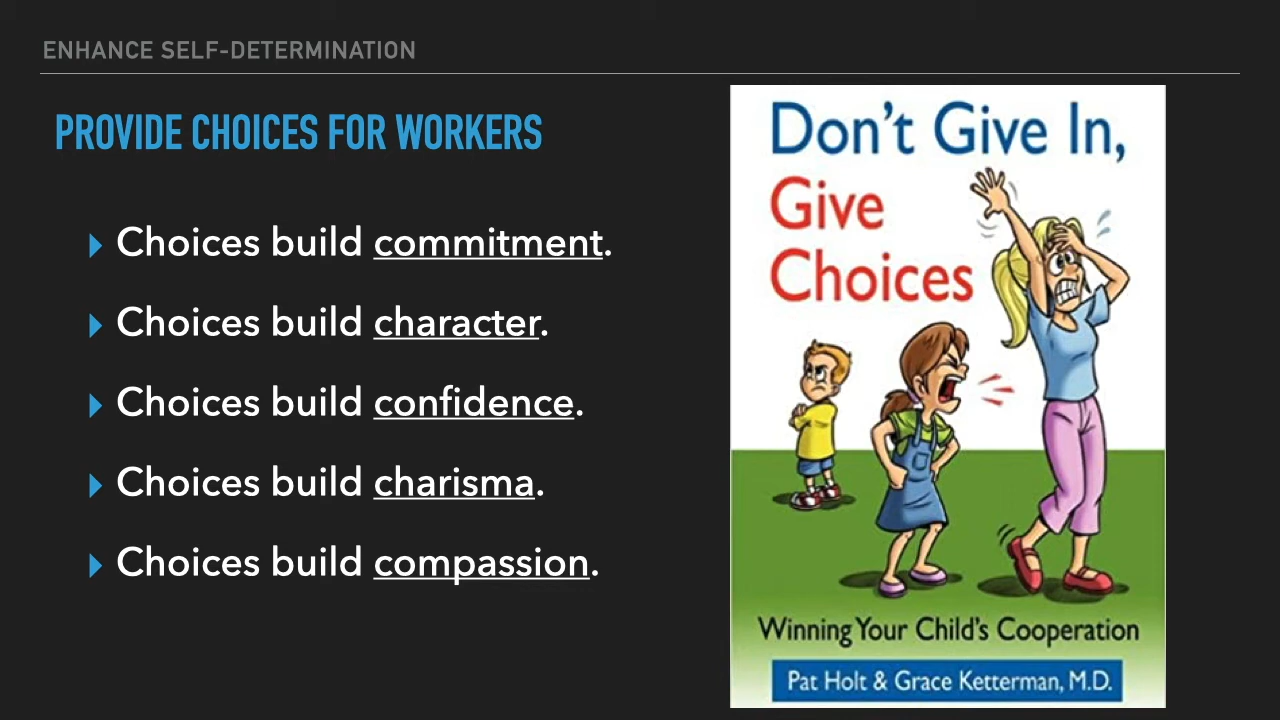 ENHANCE SELF-DETERMINATION
PROVIDE CHOICES FOR WORKERS
Choices build commitment.
Choices build character.
Choices build confidence.
Choices build charisma.
Choices build compassion.
Don't Give In,
Give
Choices
Winning Your Child's Cooperation
Pat Holt & Grace Ketterman, M.D.